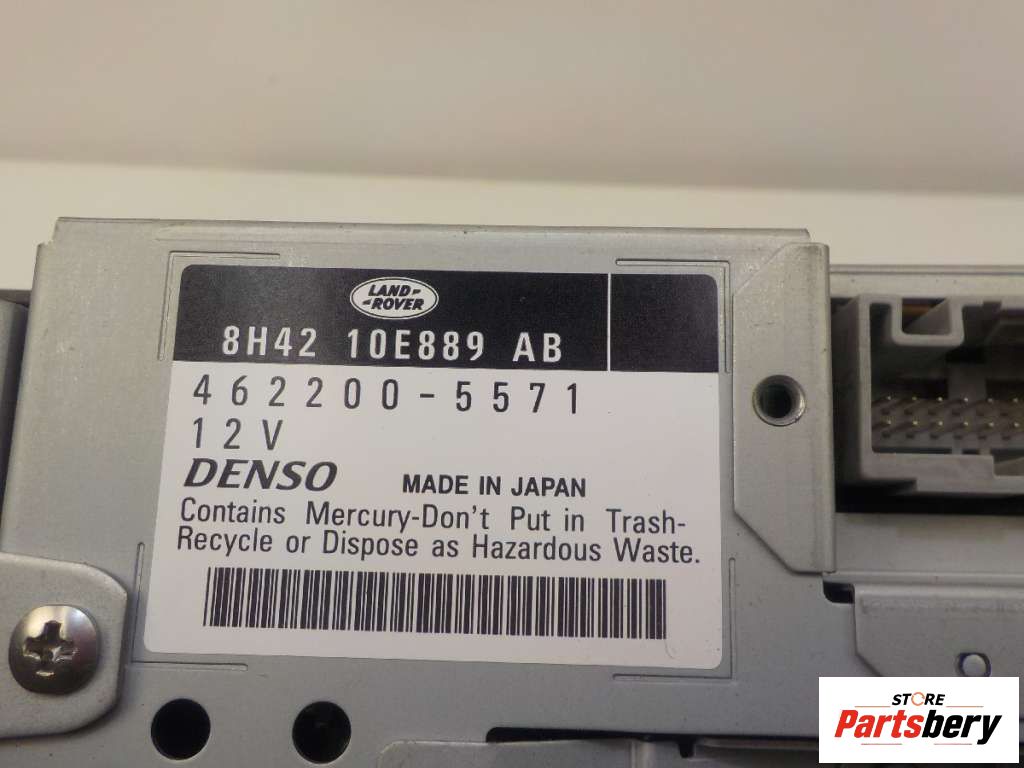 LAND-
-ROVER
8H42 10E889 AB
462200-5571
12V
DENSO MADE IN JAPAN
Contains Mercury-Don't Put in Trash-
Recycle or Dispose as Hazardous Waste.
STORE
Partsbery